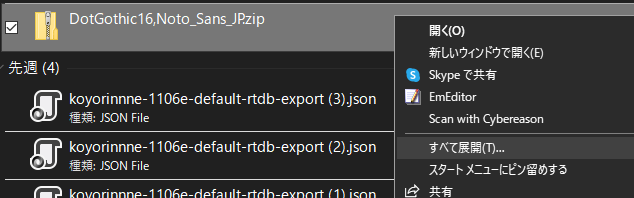 DotGothic16,Noto_Sans_JP.zip
先週 (4)
koyorinnne-1106e-default-rtdb-export (3).json
種類: JSON File
koyorinnne-1106e-default-rtdb-export (2).json
種類: JSON File
koyorinnne-1106e-default-rtdb-export (1).json
開く(O)
新しいウィンドウで開く(E)
Skype で共有
EmEditor
Scan with Cybereason
すべて展開(T)...
スタート メニューにピン留めする
共有